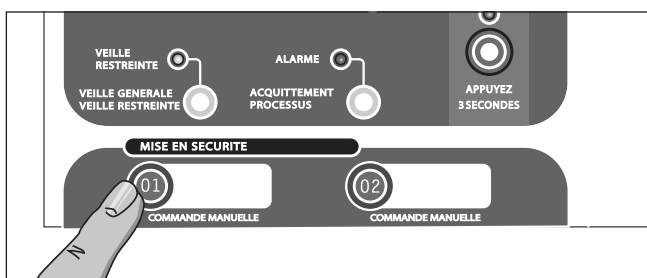 VEILLE
RESTREINTE
ALARME
VEILLE GENERALE
VEILLE RESTREINTE
ACQUITTEMENT
PROCESSUS
APPUYEZ
3 SECONDES
MISE EN SECURITE
01
02
COMMANDE MANUELLE
COMMANDE MANUELLE